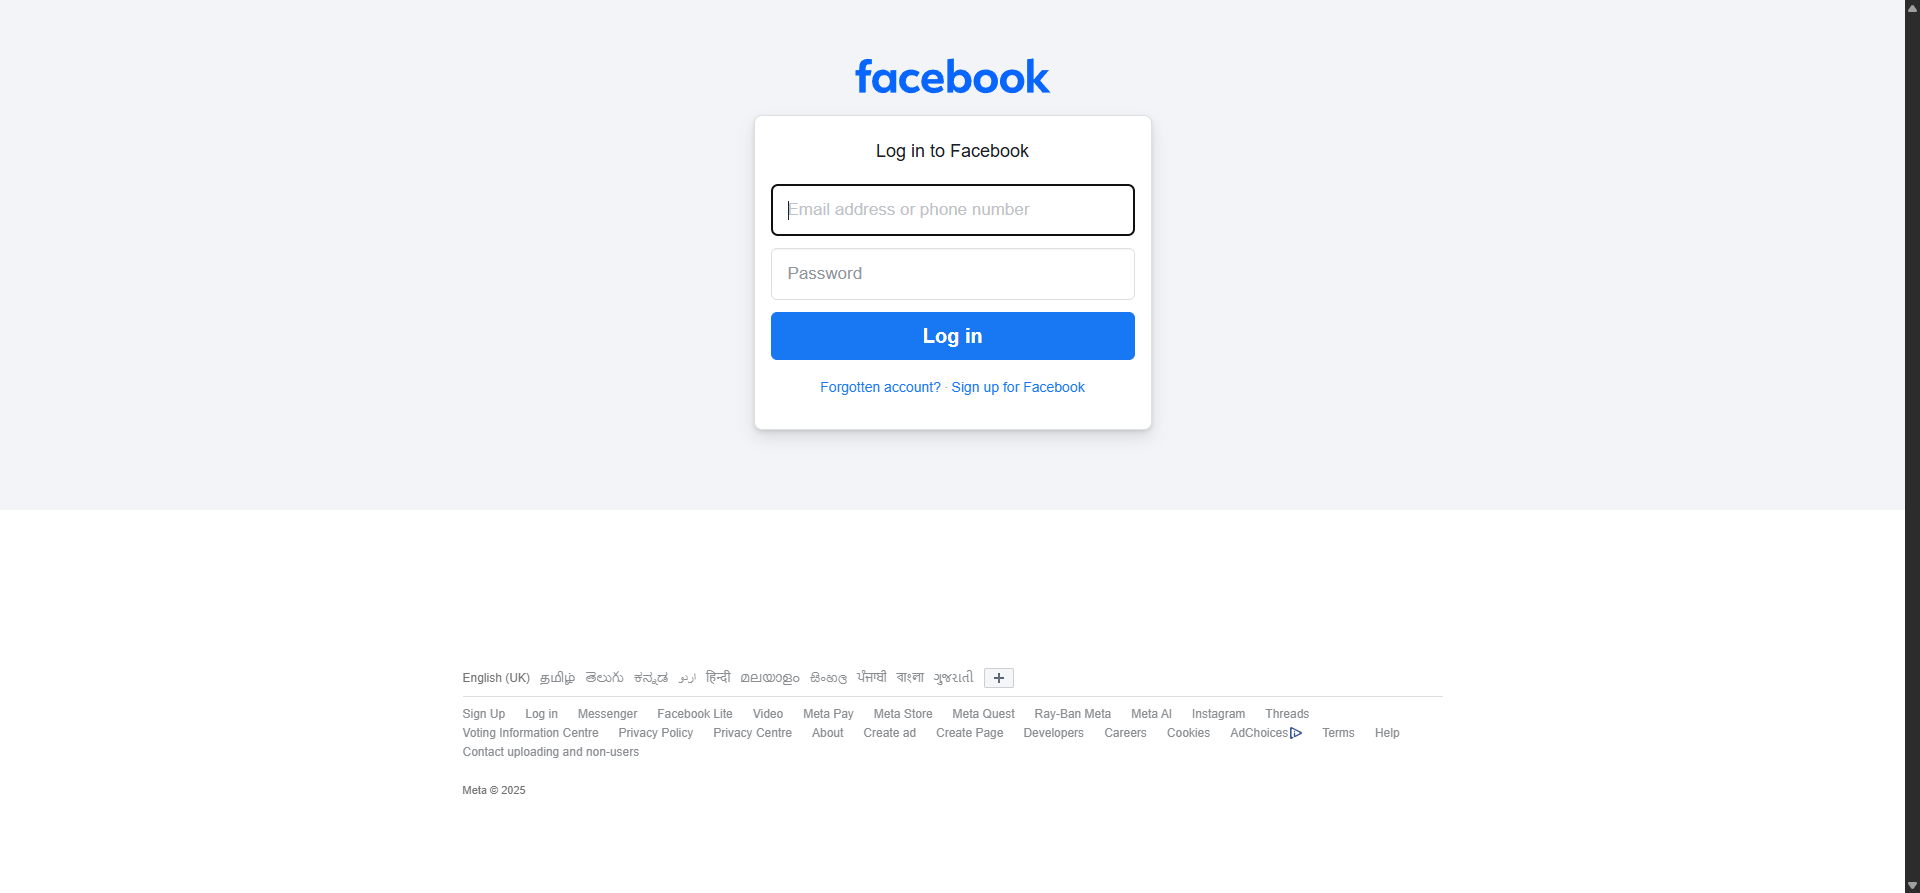 facebook
Log in to Facebook
Email address or phone number
Password
Log in
Forgotten account? · Sign up for Facebook
English (UK) தமிழ் తెలుగు ಕನ್ನಡ اردو हिन्दी മലയാളം සිංහල ਪੰਜਾਬੀ বাংলা ગુજરાતી +
Sign Up Log in Messenger Facebook Lite Video Meta Pay Meta Store Meta Quest Ray-Ban Meta Meta AI Instagram Threads
Voting Information Centre Privacy Policy Privacy Centre About Create ad Create Page Developers Careers Cookies AdChoices Terms Help
Contact uploading and non-users
Meta © 2025